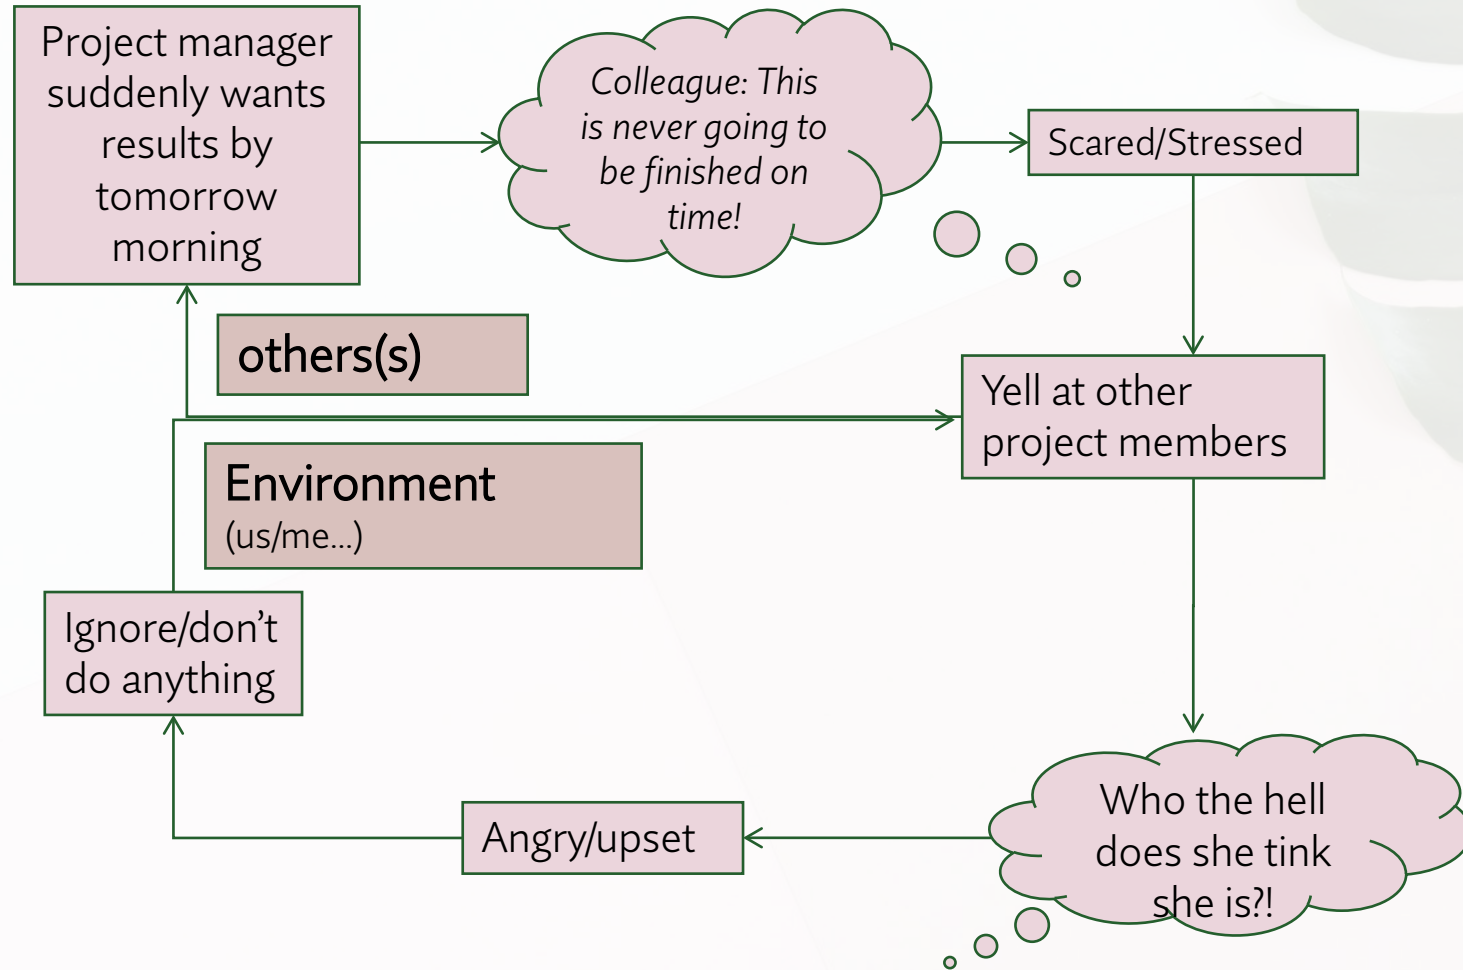 Project manager
suddenly wants
results by
tomorrow
morning
Colleague: This
is never going to
be finished on
time!
Scared/Stressed
others(s)
Yell at other
project members
Environment
(us/me...)
Ignore/don’t
do anything
Angry/upset
Who the hell
does she tink
she is?!